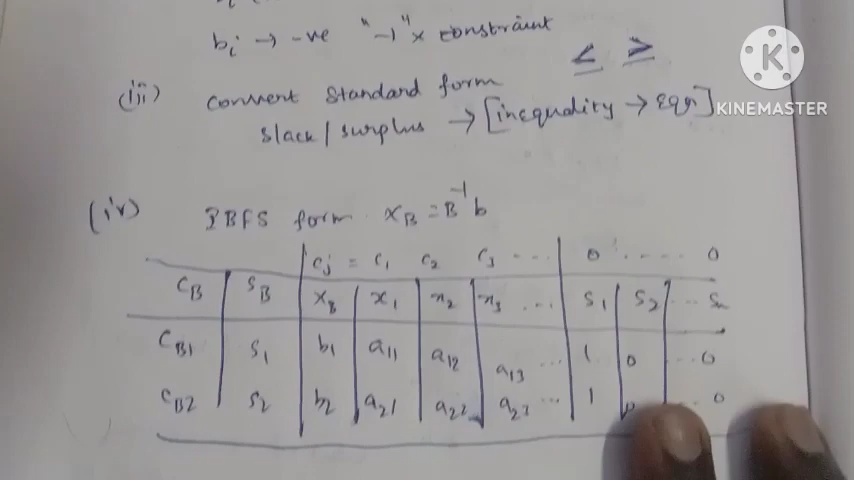 bi → -ve "-1" x constraint
(iii) convert standard form ≤ ≥
slack / surplus → [inequality → eqn]
K
KINEMASTER
(iv) IBFS form xB = B⁻¹ b
cj = c1 c2 c3 ... 0 .... 0
CB SB xB x1 x2 x3 ... S1 S2 ... Sn
CB1 S1 b1 a11 a12 a13 ... 1 0 ... 0
CB2 S2 b2 a21 a22 a23 ... 1 0 ... 0